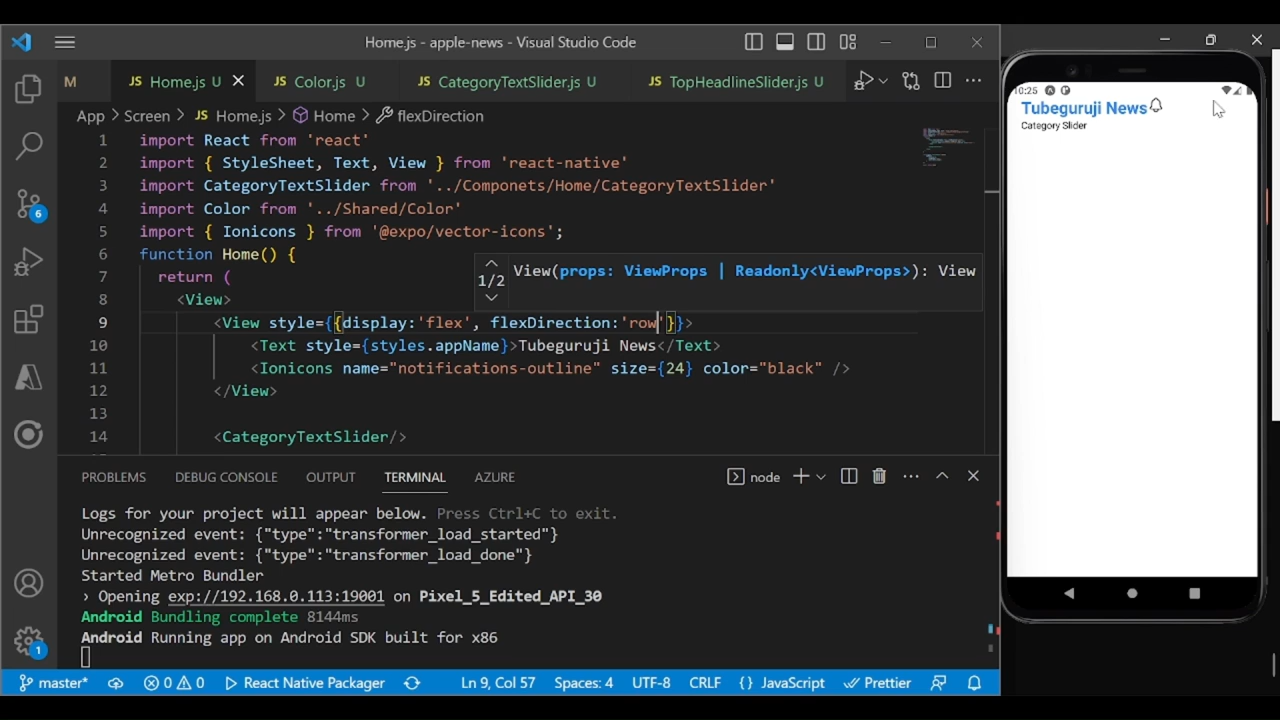 Home.js - apple-news - Visual Studio Code
M
JS Home.js U
JS Color.js U
JS CategoryTextSlider.js U
JS TopHeadlineSlider.js U
App > Screen > JS Home.js > Home > flexDirection
1 import React from 'react'
2 import { StyleSheet, Text, View } from 'react-native'
3 import CategoryTextSlider from '../Componets/Home/CategoryTextSlider'
4 import Color from '../Shared/Color'
5 import { Ionicons } from '@expo/vector-icons';
6 function Home() {
7 return (
1/2 View(props: ViewProps | Readonly<ViewProps>): View
8 <View>
9 <View style={{display:'flex', flexDirection:'row'}}>
10 <Text style={styles.appName}>Tubeguruji News</Text>
11 <Ionicons name="notifications-outline" size={24} color="black" />
12 </View>
13
14 <CategoryTextSlider/>
PROBLEMS DEBUG CONSOLE OUTPUT TERMINAL AZURE
node
Logs for your project will appear below. Press Ctrl+C to exit.
Unrecognized event: {"type":"transformer_load_started"}
Unrecognized event: {"type":"transformer_load_done"}
Started Metro Bundler
› Opening exp://192.168.0.113:19001 on Pixel_5_Edited_API_30
Android Bundling complete 8144ms
Android Running app on Android SDK built for x86
6
1
master* 0 0 React Native Packager Ln 9, Col 57 Spaces: 4 UTF-8 CRLF {} JavaScript Prettier
10:25
Tubeguruji News
Category Slider